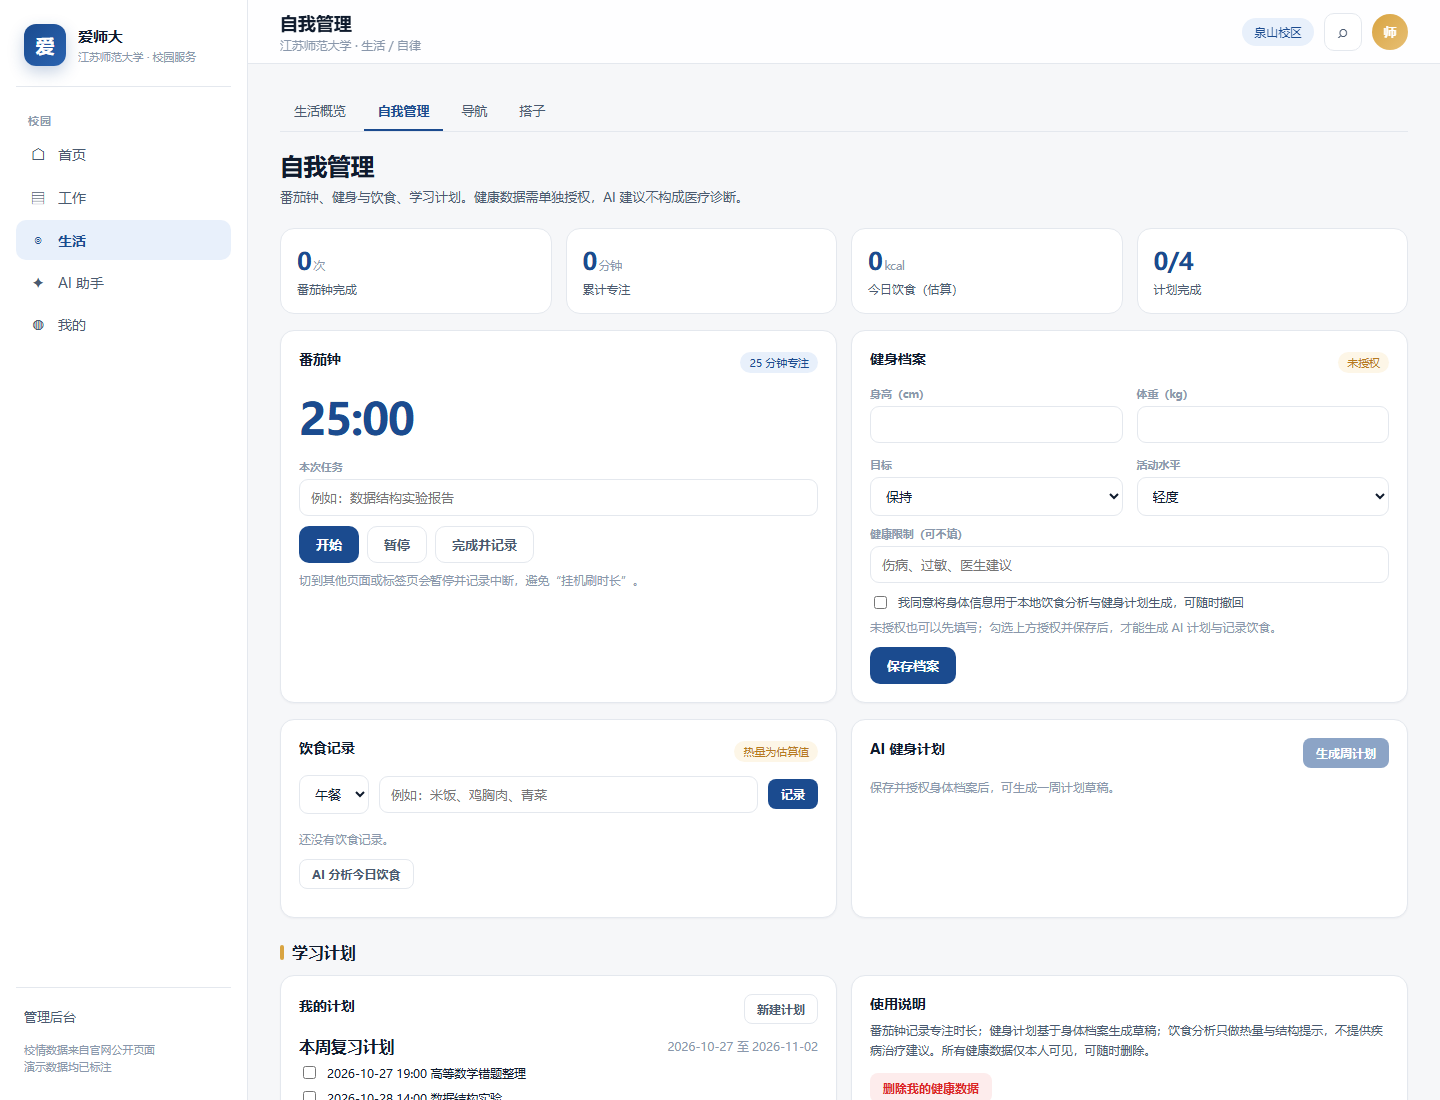 爱
爱师大
江苏师范大学 · 校园服务
校园
首页
工作
生活
AI 助手
我的
管理后台
校情数据来自官网公开页面
演示数据均已标注
自我管理
江苏师范大学 · 生活 / 自律
泉山校区
师
生活概览
自我管理
导航
搭子
自我管理
番茄钟、健身与饮食、学习计划。健康数据需单独授权，AI 建议不构成医疗诊断。
0次
番茄钟完成
0分钟
累计专注
0kcal
今日饮食（估算）
0/4
计划完成
番茄钟
25 分钟专注
25:00
本次任务
例如：数据结构实验报告
开始
暂停
完成并记录
切到其他页面或标签页会暂停并记录中断，避免“挂机刷时长”。
健身档案
未授权
身高（cm）
体重（kg）
目标
活动水平
保持
轻度
健康限制（可不填）
伤病、过敏、医生建议
我同意将身体信息用于本地饮食分析与健身计划生成，可随时撤回
未授权也可以先填写；勾选上方授权并保存后，才能生成 AI 计划与记录饮食。
保存档案
饮食记录
热量为估算值
午餐
例如：米饭、鸡胸肉、青菜
记录
还没有饮食记录。
AI 分析今日饮食
AI 健身计划
生成周计划
保存并授权身体档案后，可生成一周计划草稿。
学习计划
我的计划
新建计划
本周复习计划
2026-10-27 至 2026-11-02
2026-10-27 19:00 高等数学错题整理
2026-10-28 14:00 数据结构实验
使用说明
番茄钟记录专注时长；健身计划基于身体档案生成草稿；饮食分析只做热量与结构提示，不提供疾
病治疗建议。所有健康数据仅本人可见，可随时删除。
删除我的健康数据